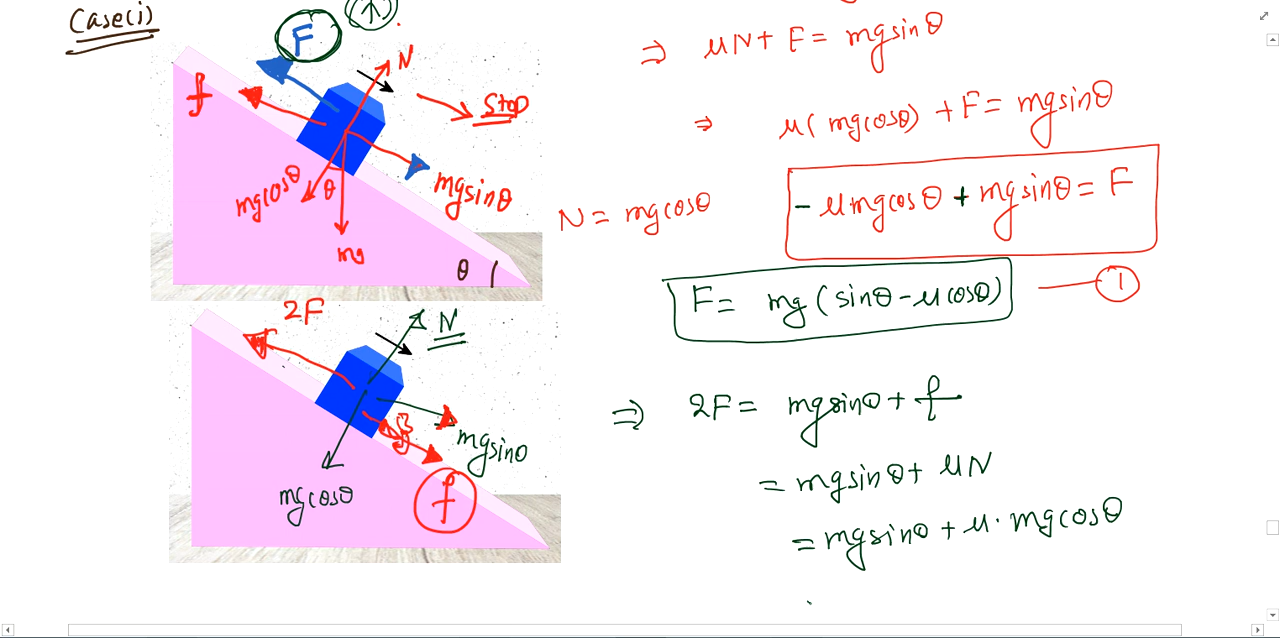 Case(i)
F
N
f
Stop
mgcosθ
θ
mgsinθ
mg
θ
⇒ μN + F = mgsinθ
⇒ μ(mgcosθ) + F = mgsinθ
N = mgcosθ
- μmgcosθ + mgsinθ = F
F = mg(sinθ - μcosθ)
1
2F
N
mgsinθ
mgcosθ
f
⇒ 2F = mgsinθ + f
= mgsinθ + μN
= mgsinθ + μ · mgcosθ